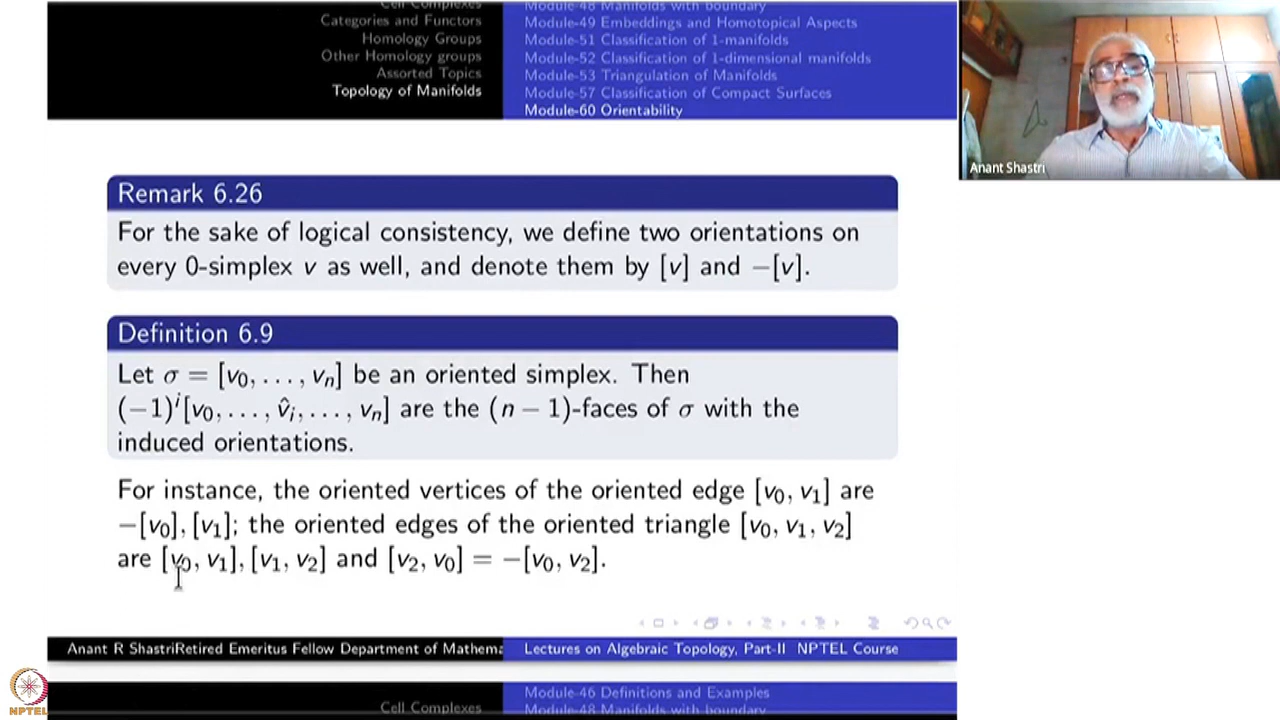 Cell Complexes
Categories and Functors
Homology Groups
Other Homology groups
Assorted Topics
Topology of Manifolds
Module-48 Manifolds with boundary
Module-49 Embeddings and Homotopical Aspects
Module-51 Classification of 1-manifolds
Module-52 Classification of 1-dimensional manifolds
Module-53 Triangulation of Manifolds
Module-57 Classification of Compact Surfaces
Module-60 Orientability
Anant Shastri
Remark 6.26
For the sake of logical consistency, we define two orientations on
every 0-simplex v as well, and denote them by [v] and −[v].
Definition 6.9
Let σ = [v₀, . . . , vₙ] be an oriented simplex. Then
(−1)ⁱ[v₀, . . . , v̂ᵢ, . . . , vₙ] are the (n − 1)-faces of σ with the
induced orientations.
For instance, the oriented vertices of the oriented edge [v₀, v₁] are
−[v₀], [v₁]; the oriented edges of the oriented triangle [v₀, v₁, v₂]
are [v₀, v₁], [v₁, v₂] and [v₂, v₀] = −[v₀, v₂].
Anant R ShastriRetired Emeritus Fellow Department of Mathema
Lectures on Algebraic Topology, Part-II NPTEL Course
Cell Complexes
Module-46 Definitions and Examples
Module-48 Manifolds with boundary
NPTEL